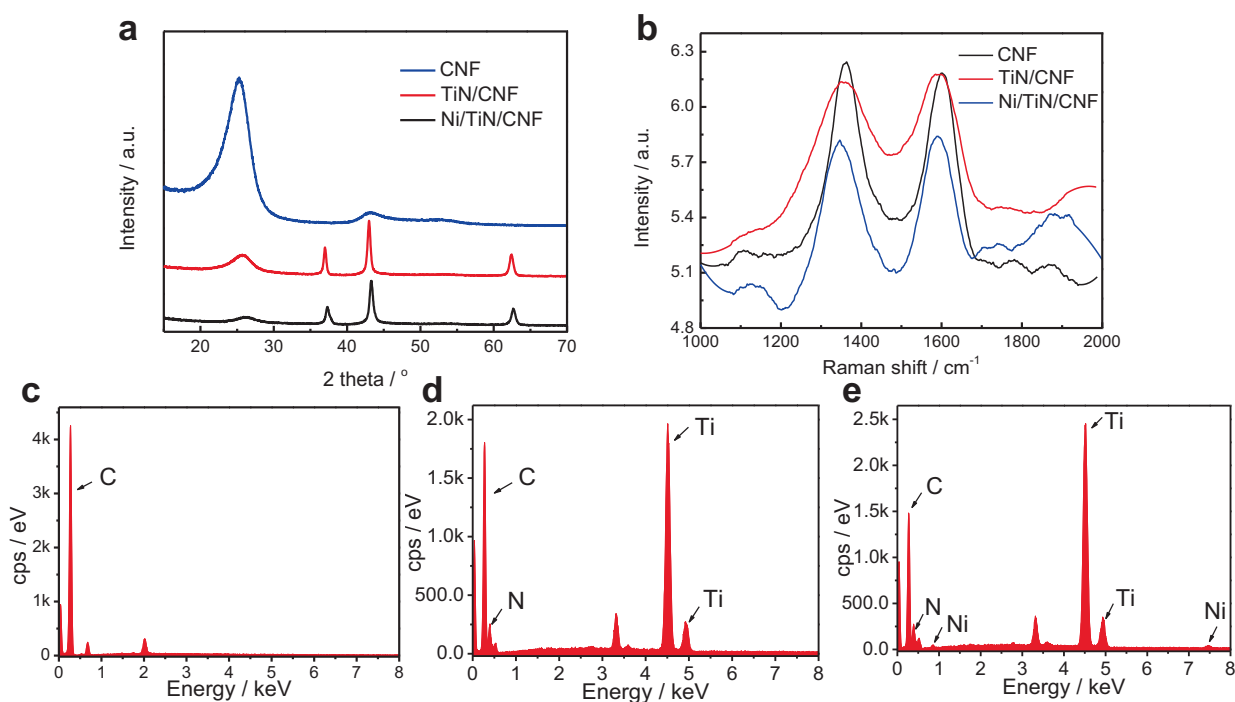 a
CNF
TiN/CNF
Ni/TiN/CNF
Intensity / a.u.
20 30 40 50 60 70
2 theta / °
b
6.3
6.0
5.7
5.4
5.1
4.8
CNF
TiN/CNF
Ni/TiN/CNF
Intensity / a.u.
1000 1200 1400 1600 1800 2000
Raman shift / cm⁻¹
c
4k
3k
2k
1k
0
C
cps / eV
0 2 4 6 8
Energy / keV
d
2.0k
1.5k
1.0k
500.0
0.0
C
N
Ti
Ti
cps / eV
0 1 2 3 4 5 6 7 8
Energy / keV
e
2.5k
2.0k
1.5k
1.0k
500.0
0.0
C
N
Ni
Ti
Ti
Ni
cps / eV
0 1 2 3 4 5 6 7 8
Energy / keV